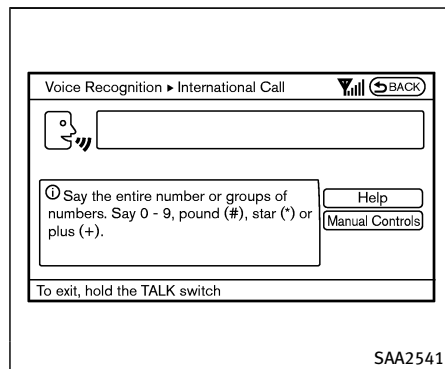 Voice Recognition ▸ International Call
BACK
ⓘ Say the entire number or groups of
numbers. Say 0 - 9, pound (#), star (*) or
plus (+).
Help
Manual Controls
To exit, hold the TALK switch
SAA2541